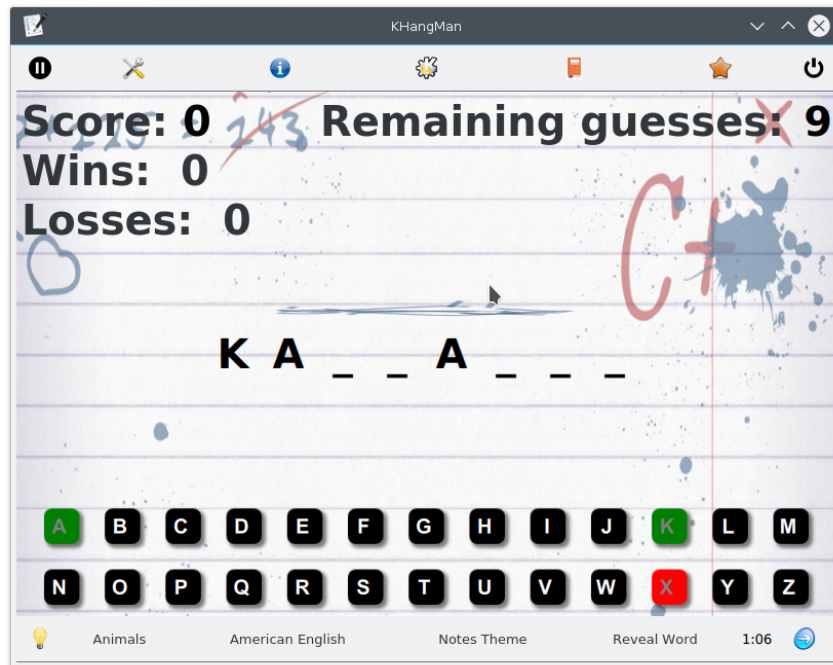 KHangMan
243
Score: 0 Remaining guesses: 9
Wins: 0
Losses: 0
C+
K A _ _ A _ _ _
A B C D E F G H I J K L M
N O P Q R S T U V W X Y Z
Animals American English Notes Theme Reveal Word 1:06